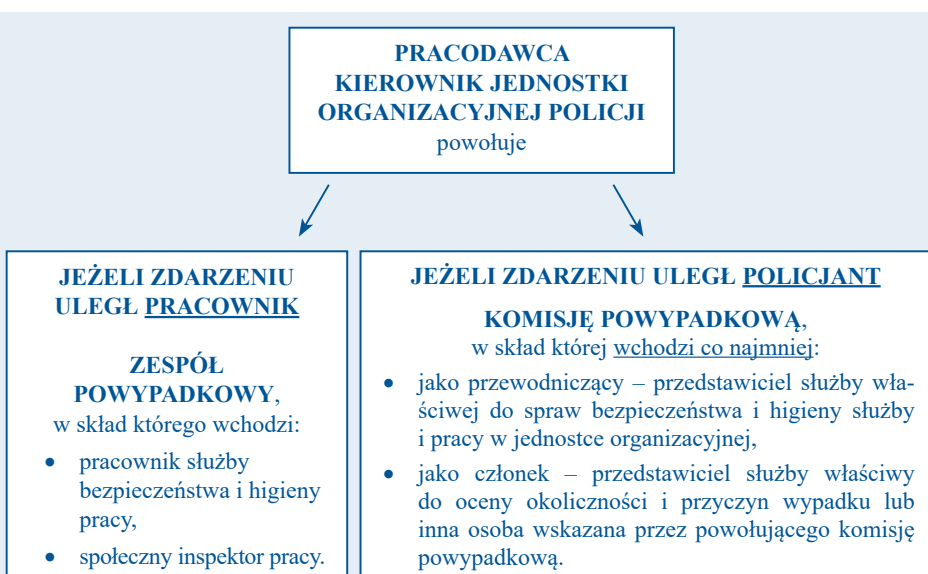 PRACODAWCA
KIEROWNIK JEDNOSTKI
ORGANIZACYJNEJ POLICJI
powołuje
JEŻELI ZDARZENIU
ULEGŁ PRACOWNIK
ZESPÓŁ
POWYPADKOWY,
w skład którego wchodzi:
• pracownik służby
bezpieczeństwa i higieny
pracy,
• społeczny inspektor pracy.
JEŻELI ZDARZENIU ULEGŁ POLICJANT
KOMISJĘ POWYPADKOWĄ,
w skład której wchodzi co najmniej:
• jako przewodniczący – przedstawiciel służby wła-
ściwej do spraw bezpieczeństwa i higieny służby
i pracy w jednostce organizacyjnej,
• jako członek – przedstawiciel służby właściwy
do oceny okoliczności i przyczyn wypadku lub
inna osoba wskazana przez powołującego komisję
powypadkową.